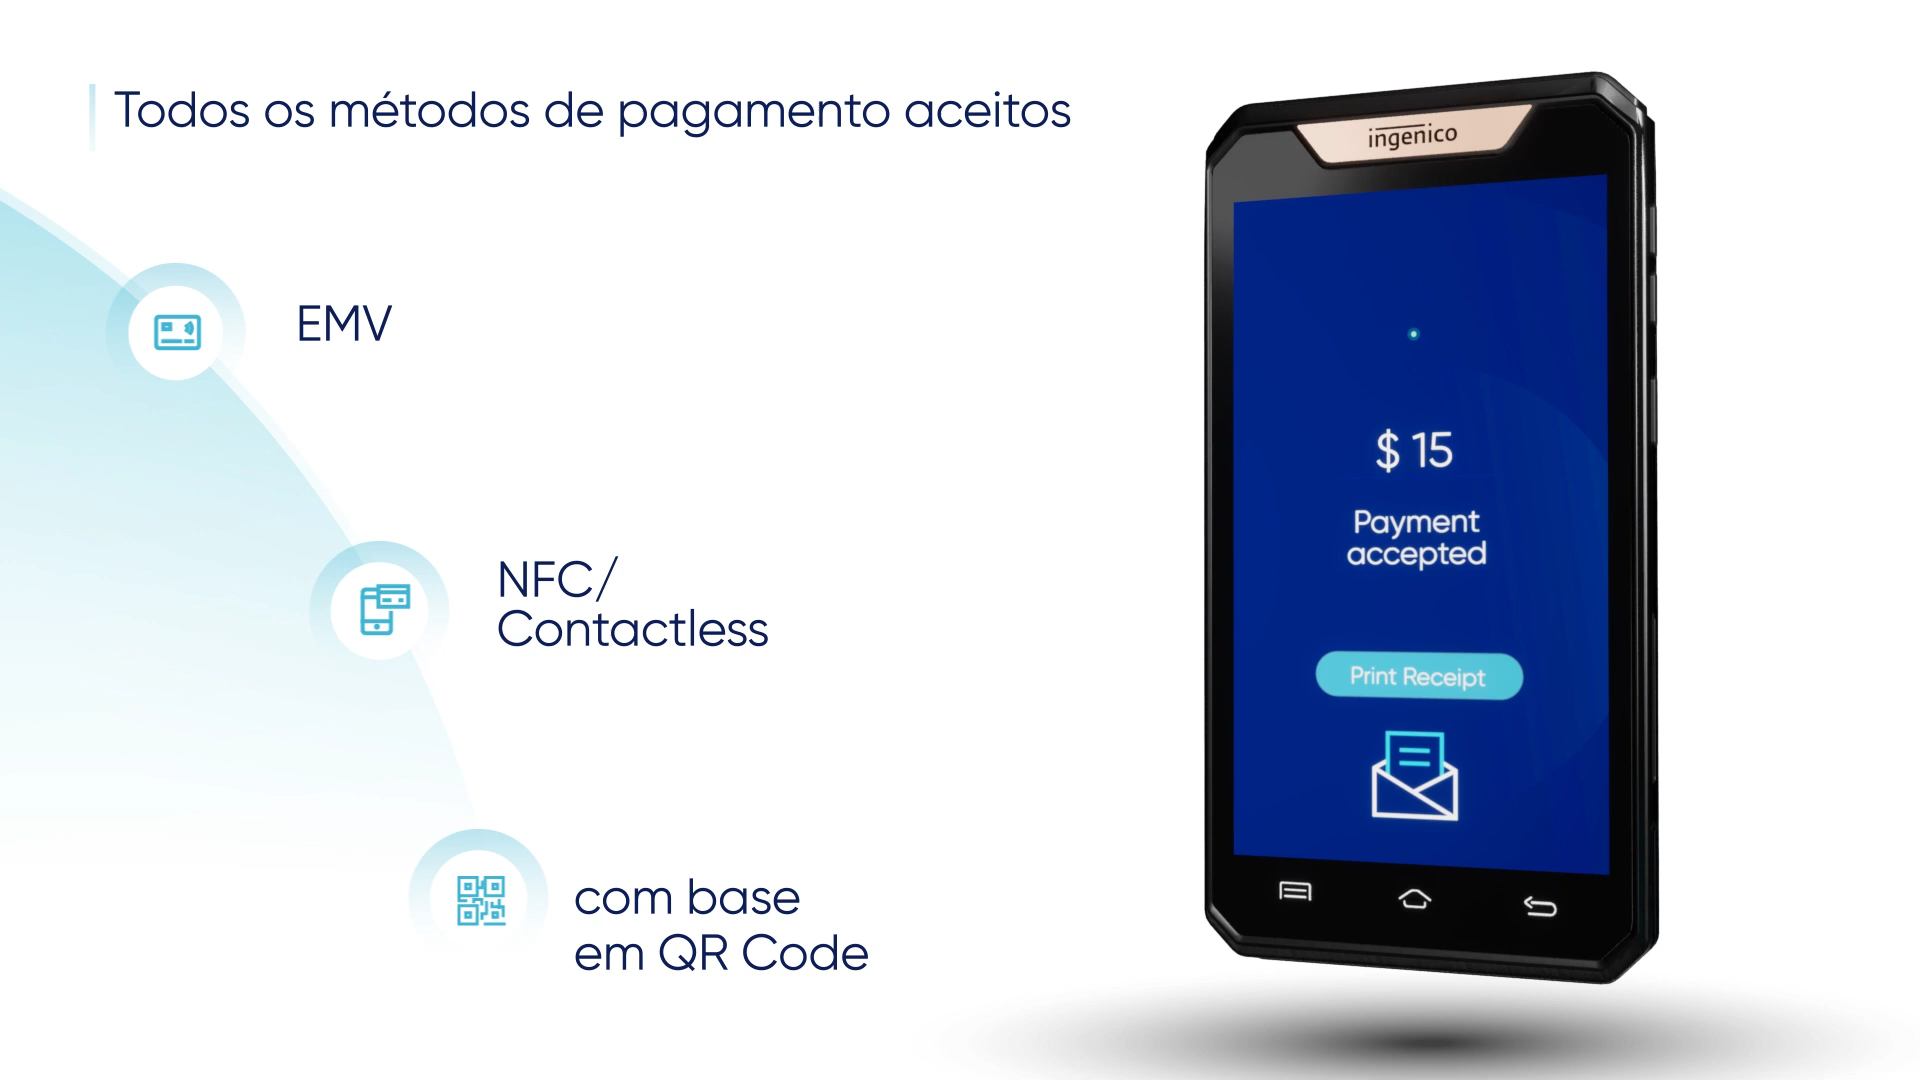 Todos os métodos de pagamento aceitos
EMV
NFC/
Contactless
com base
em QR Code
ingenico
$ 15
Payment
accepted
Print Receipt